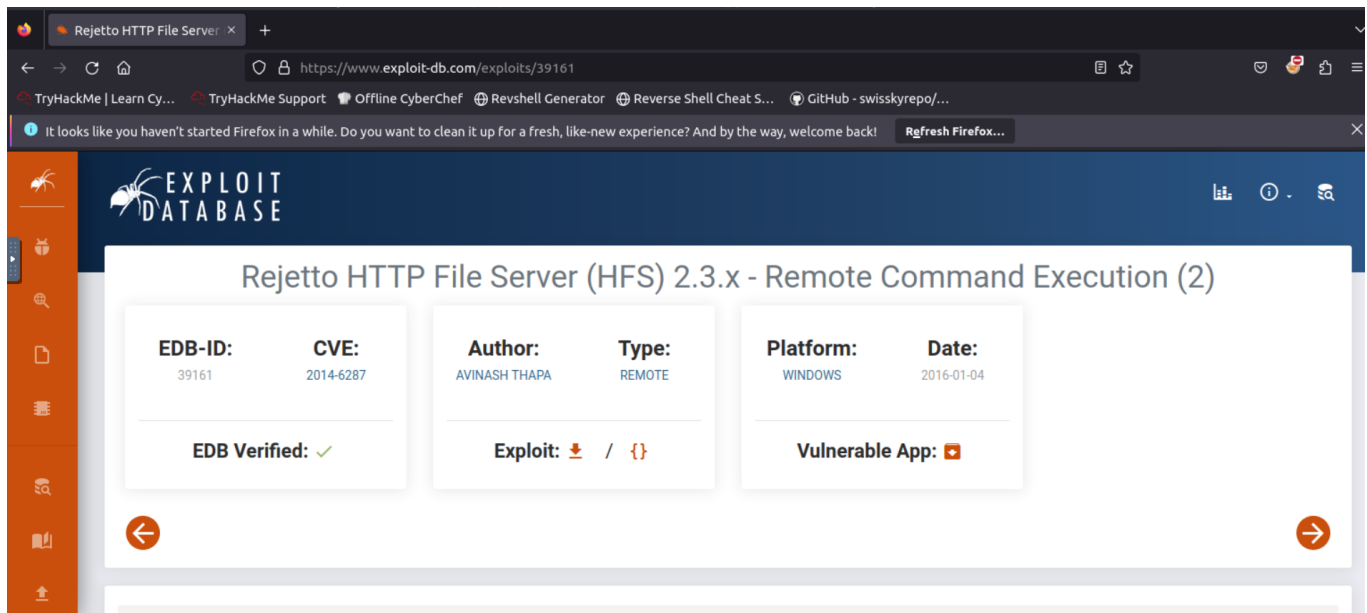 Rejetto HTTP File Server
https://www.exploit-db.com/exploits/39161
TryHackMe | Learn Cy... TryHackMe Support Offline CyberChef Revshell Generator Reverse Shell Cheat S... GitHub - swisskyrepo/...
It looks like you haven't started Firefox in a while. Do you want to clean it up for a fresh, like-new experience? And by the way, welcome back! Refresh Firefox...
EXPLOIT
DATABASE
Rejetto HTTP File Server (HFS) 2.3.x - Remote Command Execution (2)
EDB-ID: CVE: Author: Type: Platform: Date:
39161 2014-6287 AVINASH THAPA REMOTE WINDOWS 2016-01-04
EDB Verified: ✓ Exploit: / {} Vulnerable App: